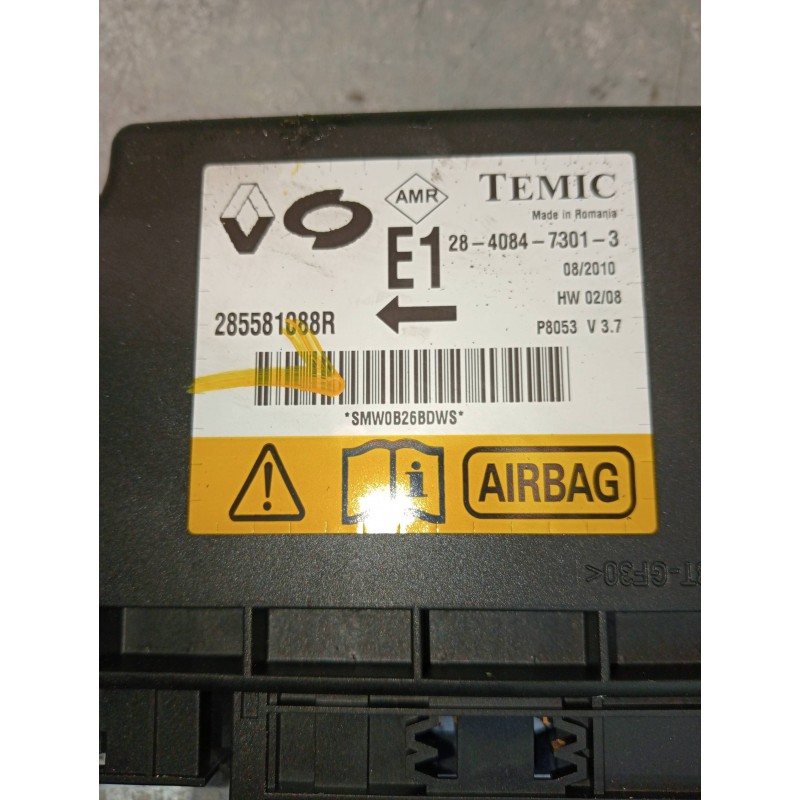 AMR
TEMIC
Made in Romania
E1
28-4084-7301-3
08/2010
HW 02/08
285581088R
P8053 V 3.7
*SMW0B26BDWS*
i
AIRBAG
T-GF30<